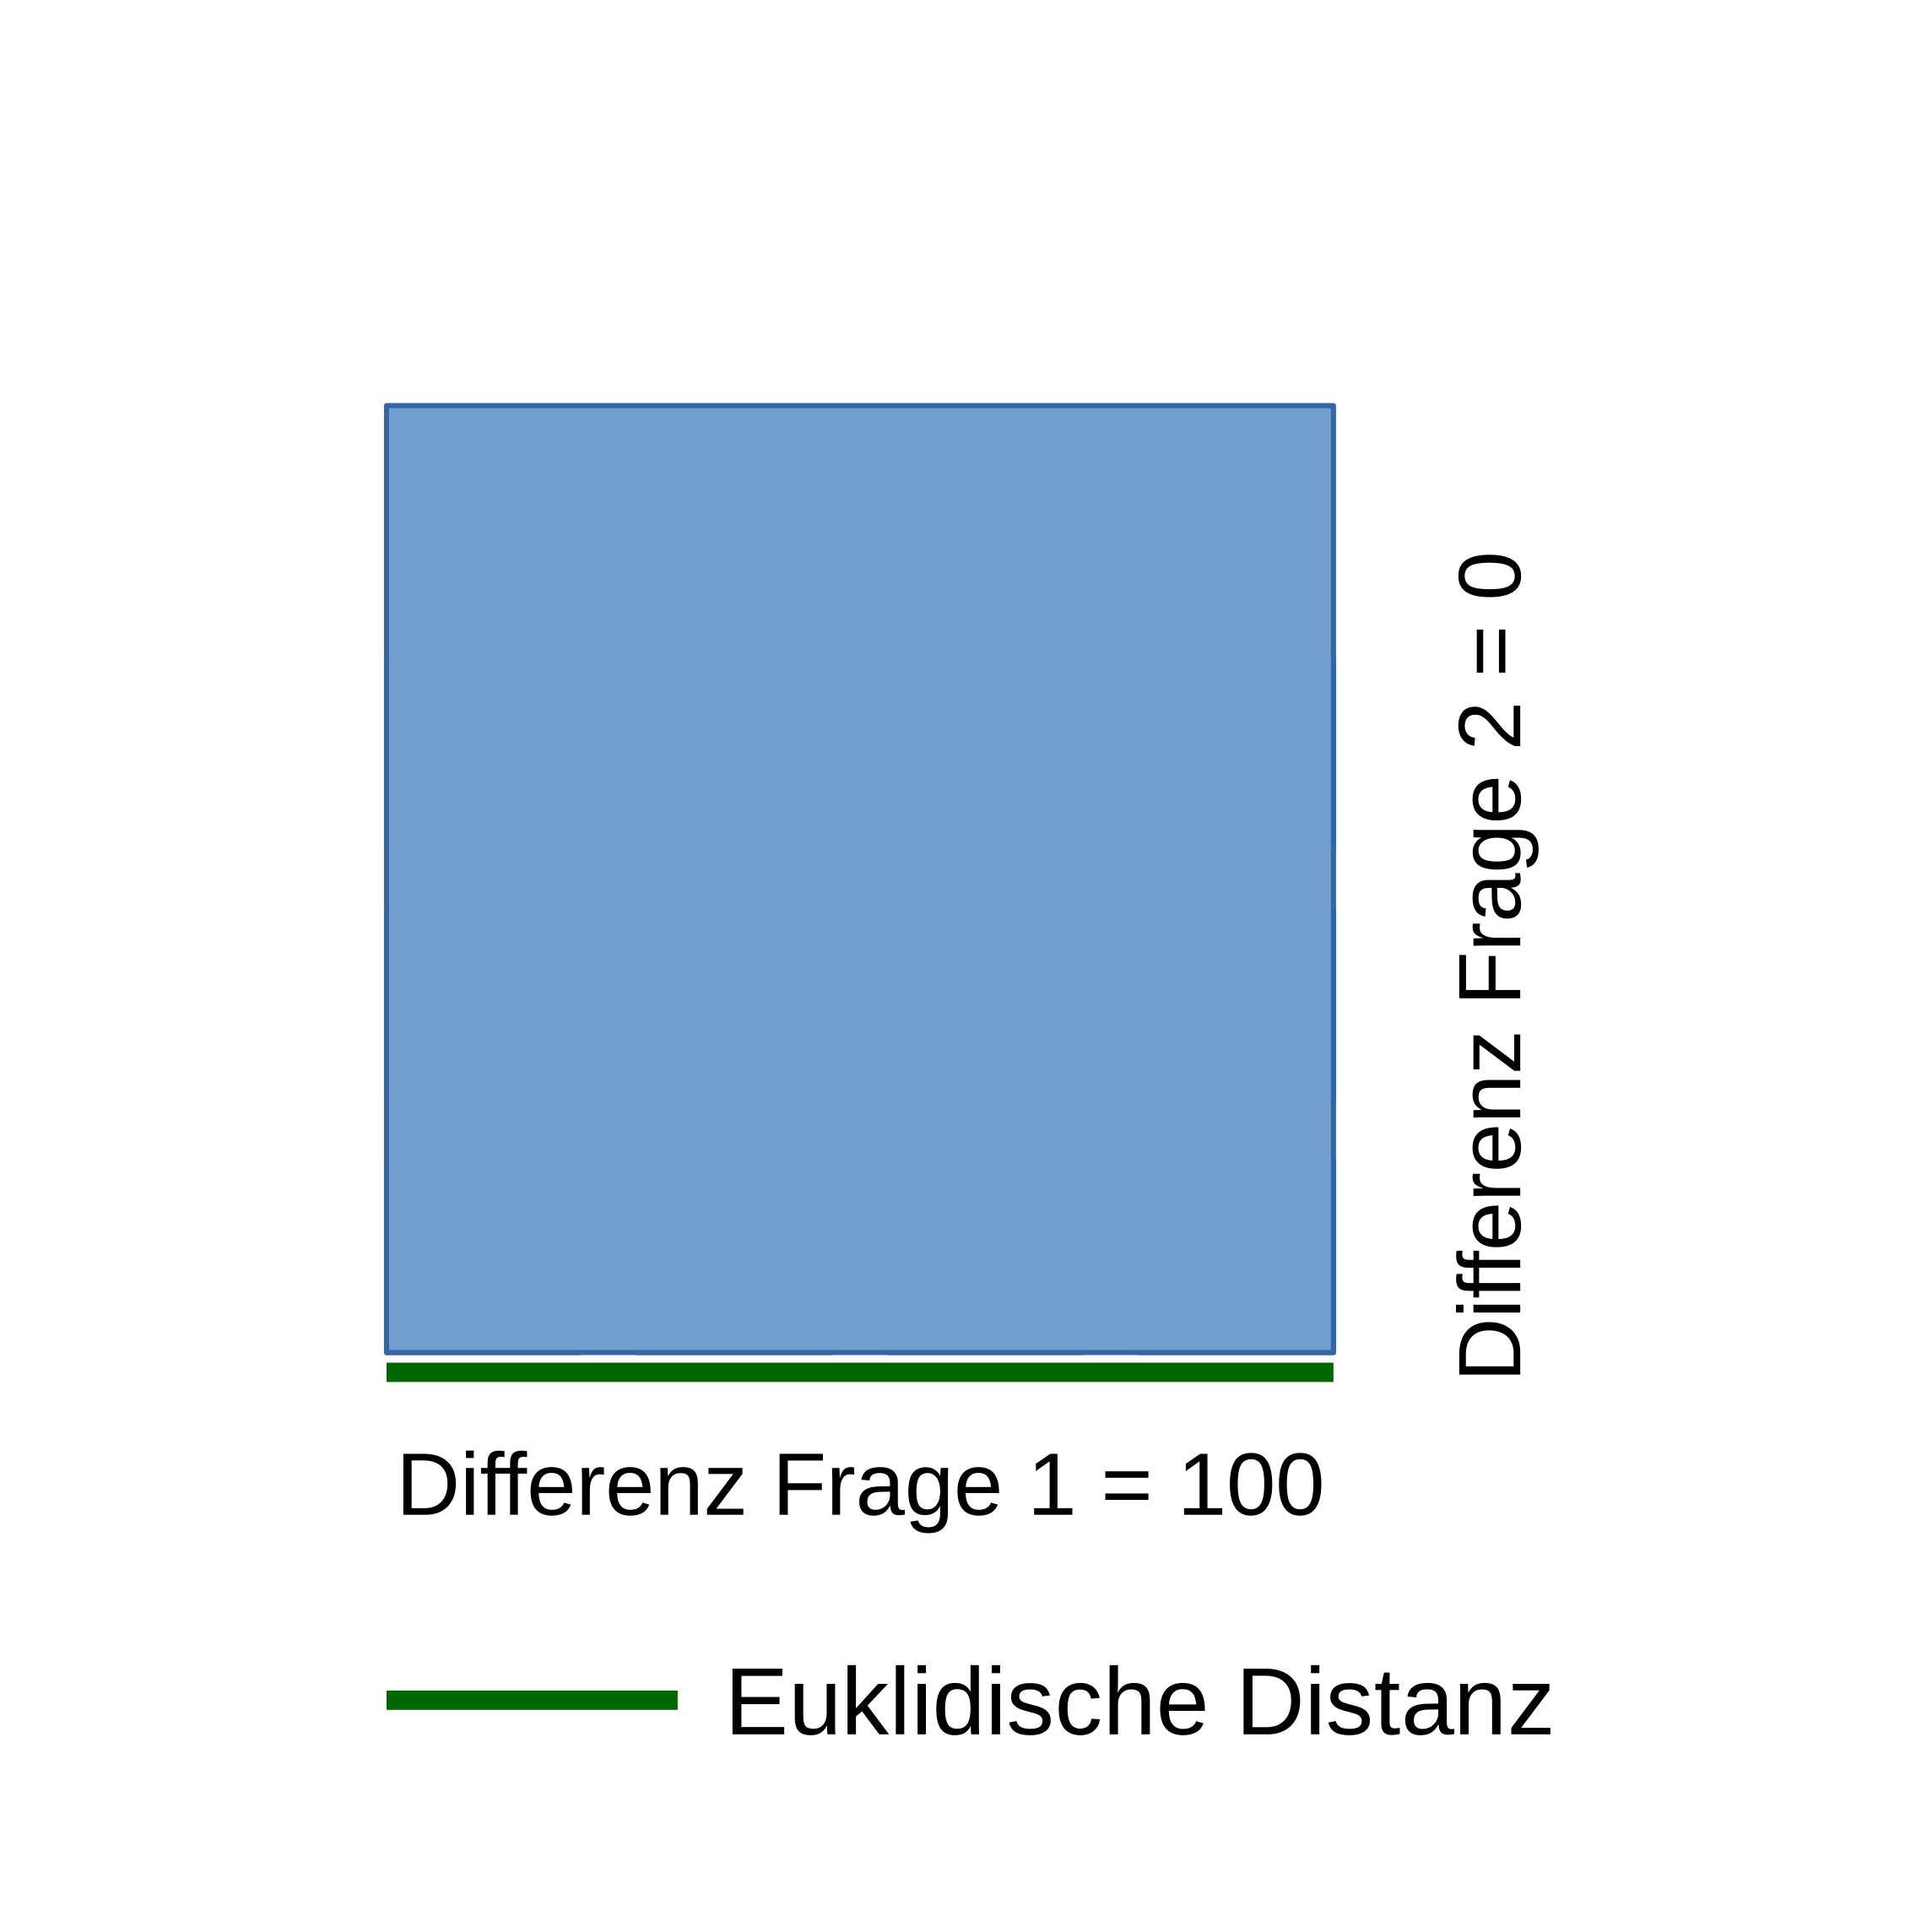 Differenz Frage 2 = 0
Differenz Frage 1 = 100
Euklidische Distanz